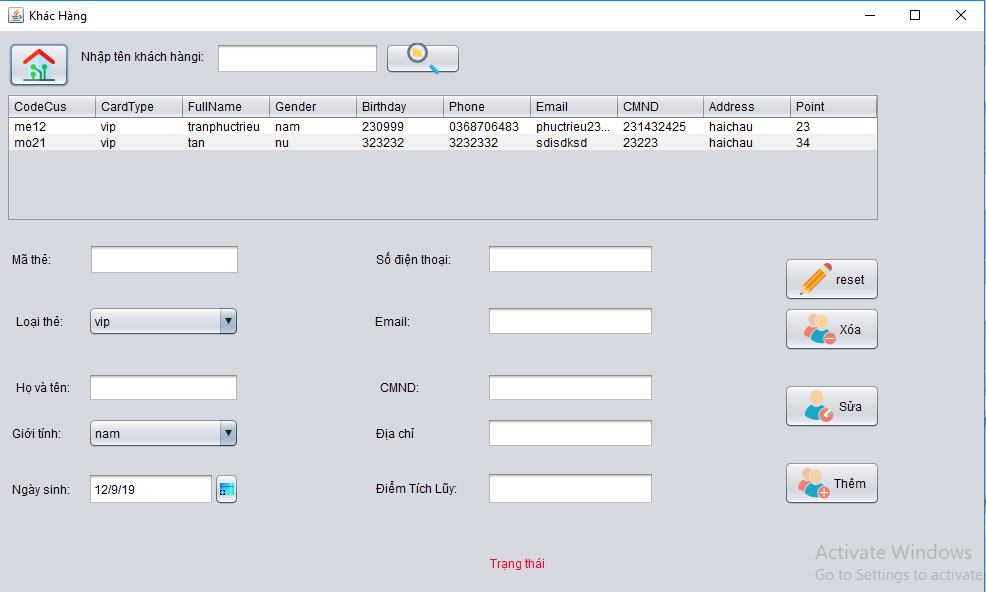 Khác Hàng
Nhập tên khách hàngi:
CodeCus CardType FullName Gender Birthday Phone Email CMND Address Point
me12 vip tranphuctrieu nam 230999 0368706483 phuctrieu23... 231432425 haichau 23
mo21 vip tan nu 323232 3232332 sdisdksd 23223 haichau 34
Mã thẻ: Số điện thoại:
reset
Loại thẻ: vip Email:
Xóa
Họ và tên: CMND:
Sửa
Giới tính: nam Địa chỉ
Ngày sinh: 12/9/19 Điểm Tích Lũy: Thêm
Activate Windows
Trạng thái
Go to Settings to activate